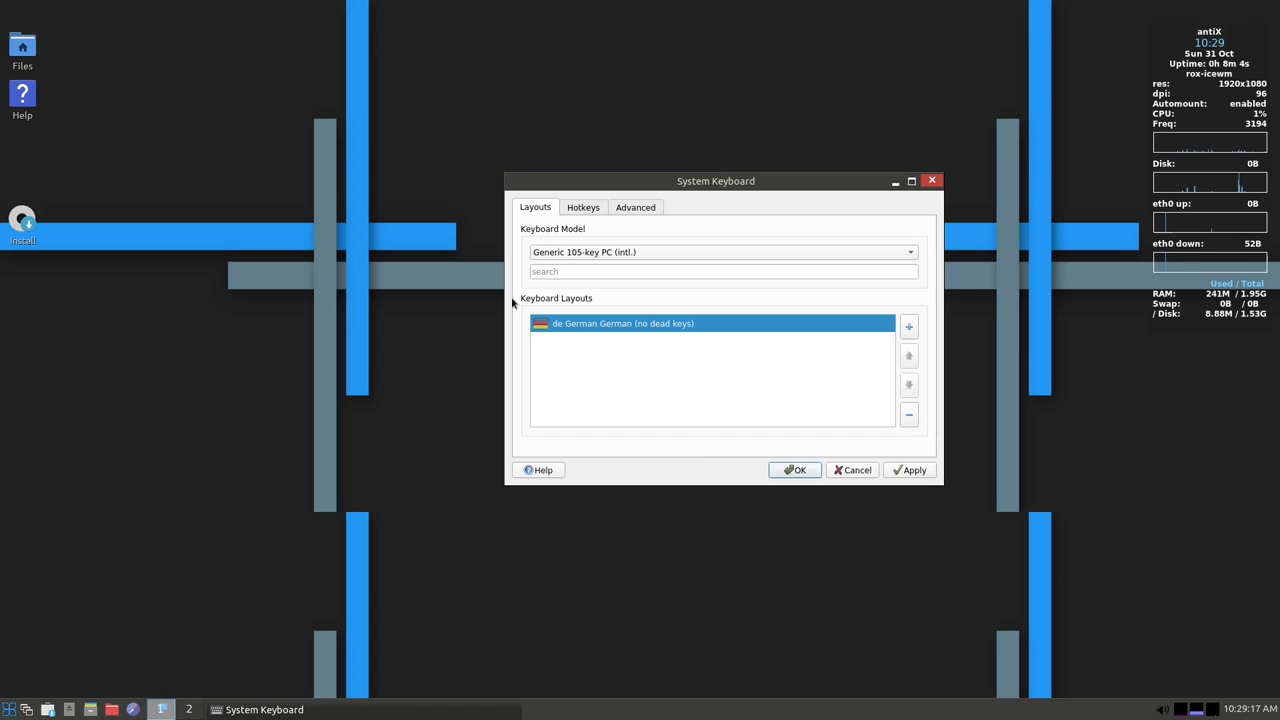 Files
Help
Install
antiX
10:29
Sun 31 Oct
Uptime: 0h 8m 4s
rox-icewm
res: 1920x1080
dpi: 96
Automount: enabled
CPU: 1%
Freq: 3194
Disk: 0B
eth0 up: 0B
eth0 down: 52B
Used / Total
RAM: 241M / 1.95G
Swap: 0B / 0B
/ Disk: 8.88M / 1.53G
System Keyboard
Layouts Hotkeys Advanced
Keyboard Model
Generic 105-key PC (intl.)
search
Keyboard Layouts
de German German (no dead keys)
Help OK Cancel Apply
1 2 System Keyboard 10:29:17 AM